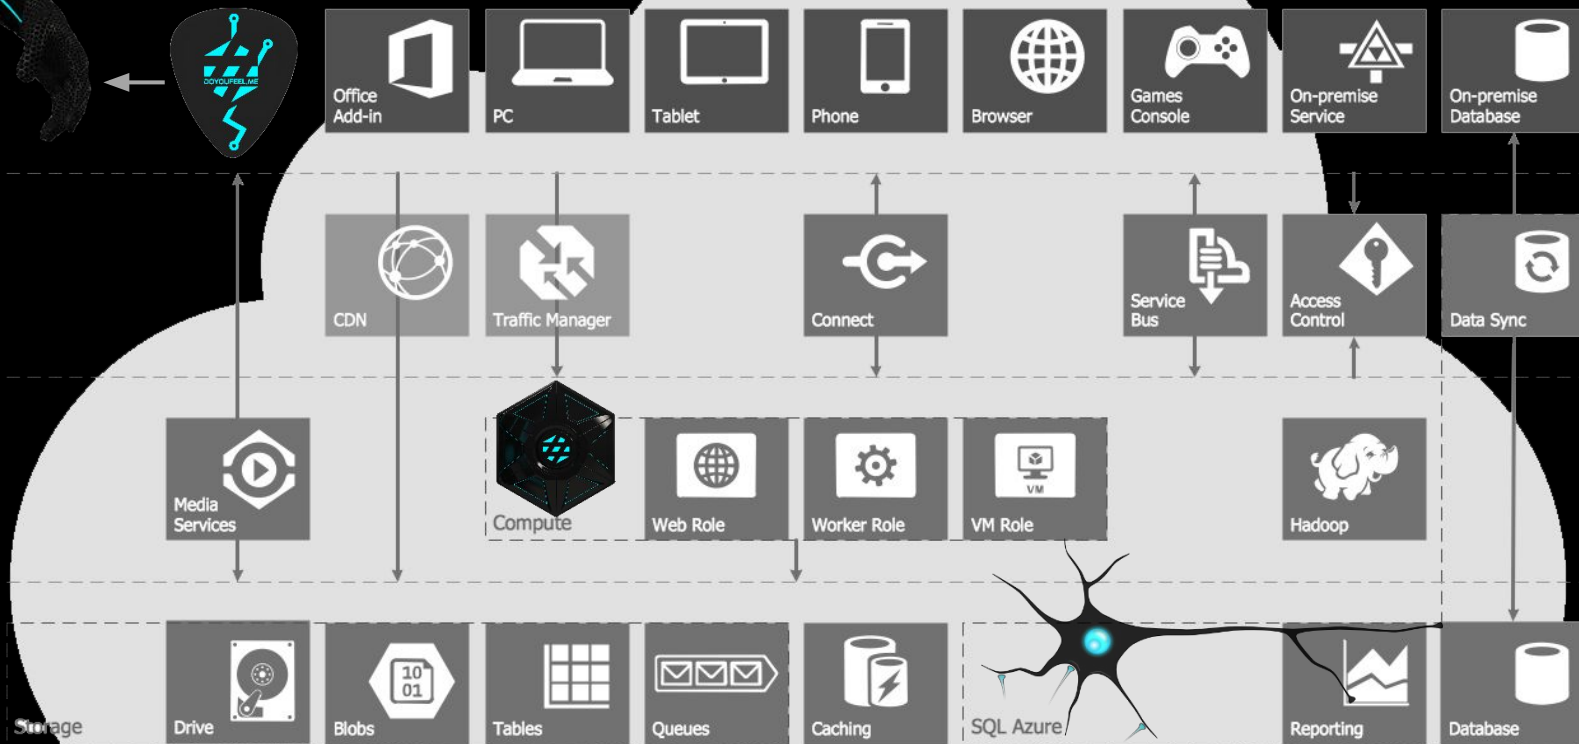 DOYOUFEEL.ME
Office
Add-in
PC
Tablet
Phone
Browser
Games
Console
On-premise
Service
On-premise
Database
CDN
Traffic Manager
Connect
Service
Bus
Access
Control
Data Sync
Media
Services
Compute
Web Role
Worker Role
VM
VM Role
Hadoop
Storage
Drive
10
01
Blobs
Tables
Queues
Caching
SQL Azure
Reporting
Database